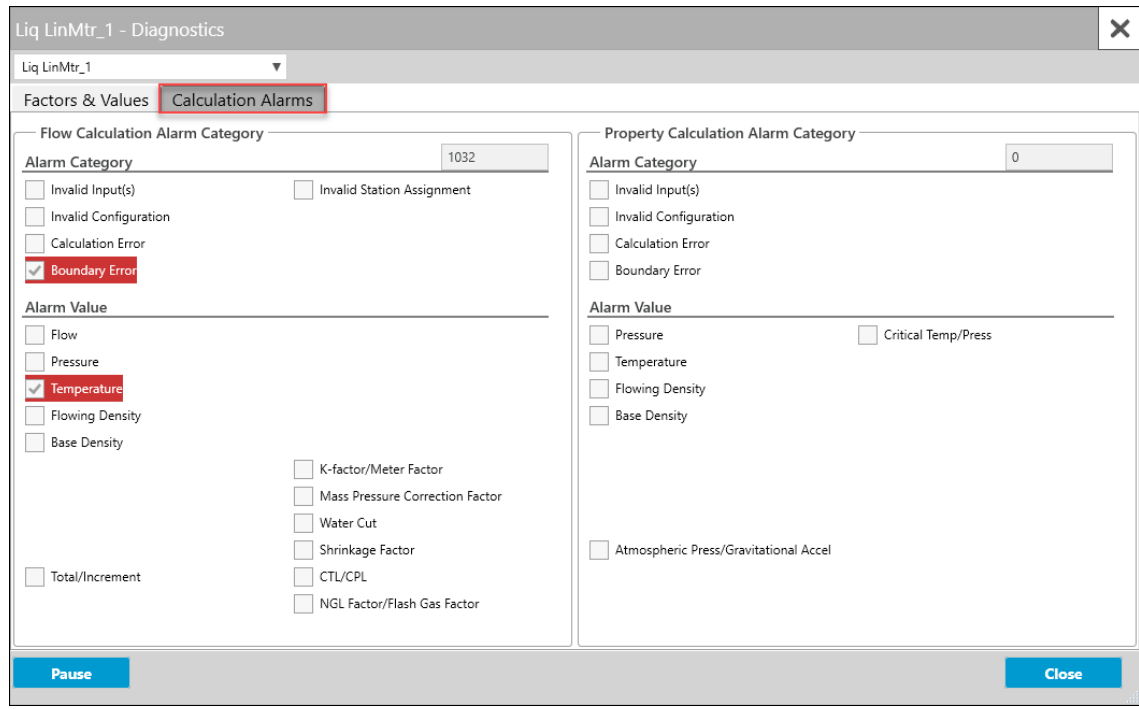 Liq LinMtr_1 - Diagnostics
Liq LinMtr_1
Factors & Values
Calculation Alarms
Flow Calculation Alarm Category
Alarm Category
1032
Invalid Input(s)
Invalid Station Assignment
Invalid Configuration
Calculation Error
Boundary Error
Alarm Value
Flow
Pressure
Temperature
Flowing Density
Base Density
K-factor/Meter Factor
Mass Pressure Correction Factor
Water Cut
Shrinkage Factor
Total/Increment
CTL/CPL
NGL Factor/Flash Gas Factor
Property Calculation Alarm Category
Alarm Category
0
Invalid Input(s)
Invalid Configuration
Calculation Error
Boundary Error
Alarm Value
Pressure
Critical Temp/Press
Temperature
Flowing Density
Base Density
Atmospheric Press/Gravitational Accel
Pause
Close